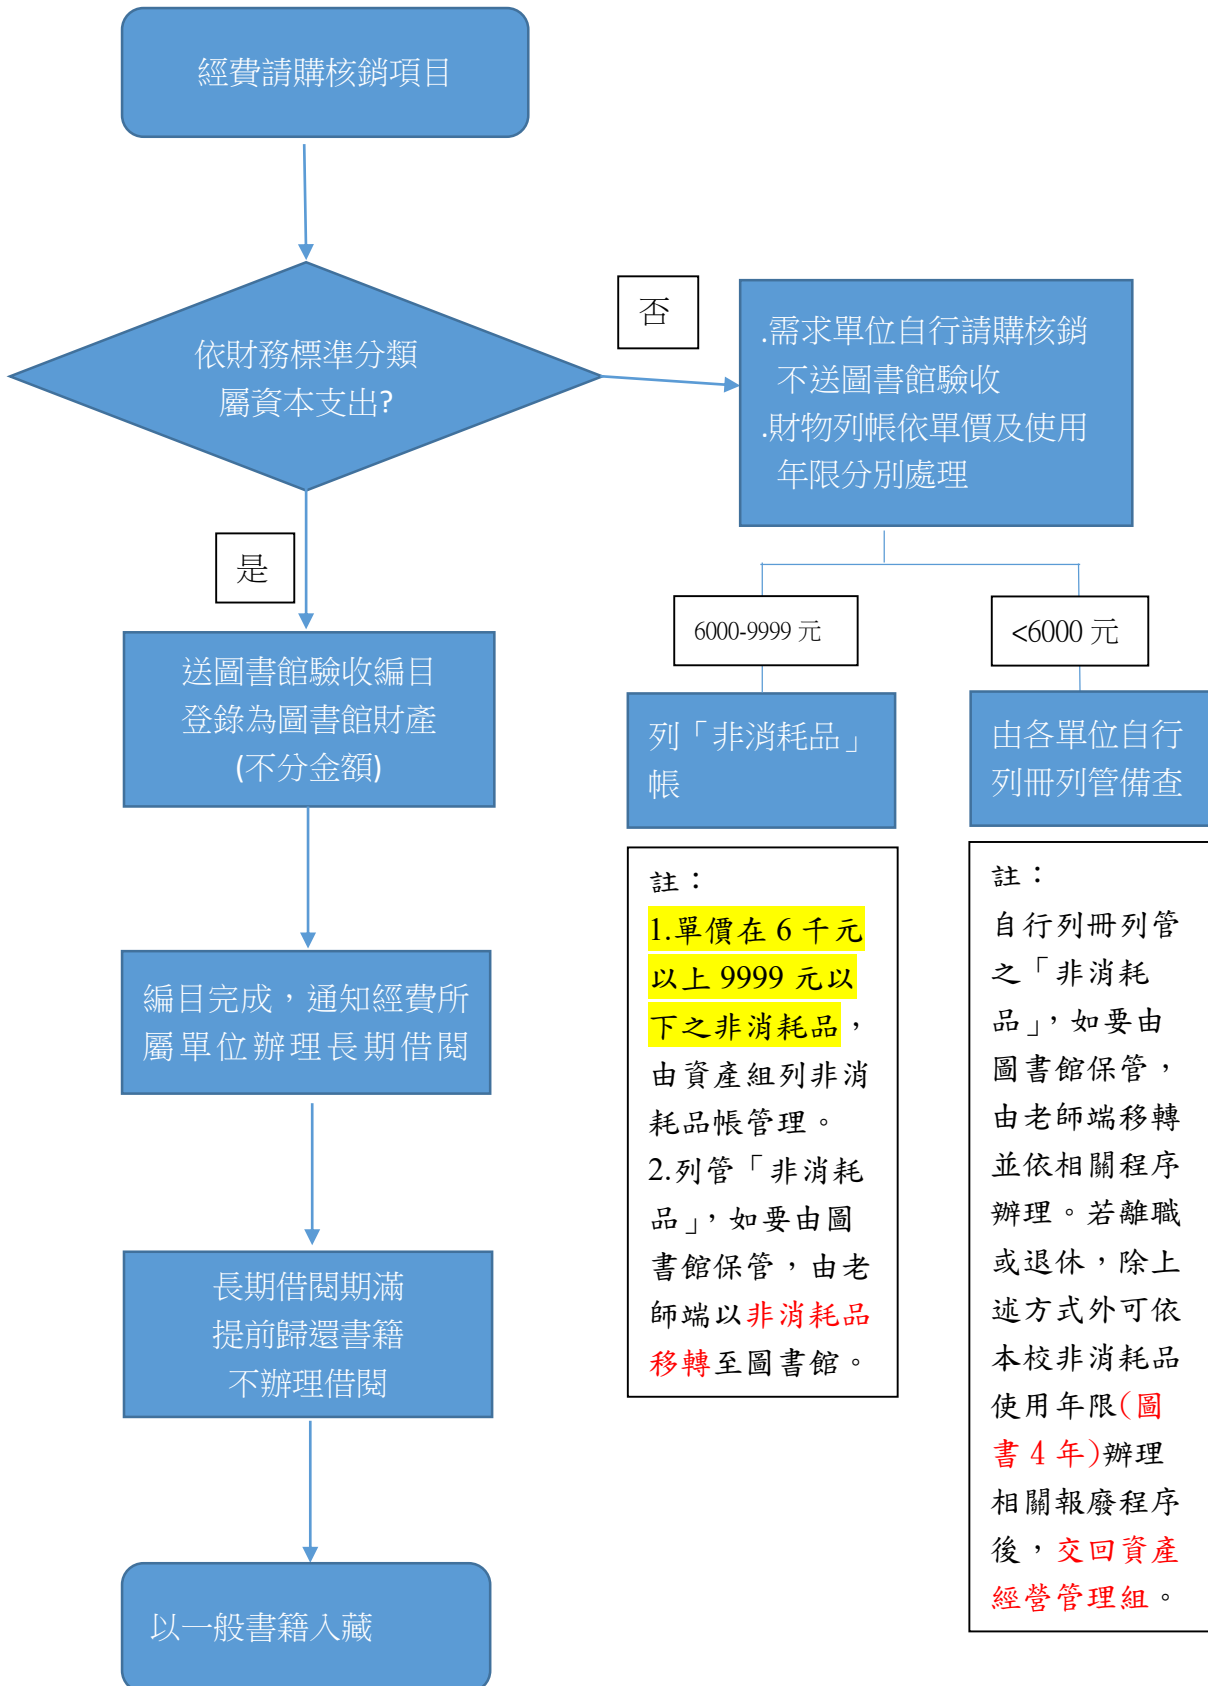 經費請購核銷項目
依財務標準分類
屬資本支出?
否
.需求單位自行請購核銷
不送圖書館驗收
.財物列帳依單價及使用
年限分別處理
是
6000-9999 元
<6000 元
送圖書館驗收編目
登錄為圖書館財產
(不分金額)
列「非消耗品」
帳
由各單位自行
列冊列管備查
編目完成，通知經費所
屬單位辦理長期借閱
長期借閱期滿
提前歸還書籍
不辦理借閱
以一般書籍入藏
註：
1.單價在 6 千元
以上 9999 元以
下之非消耗品，
由資產組列非消
耗品帳管理。
2.列管「非消耗
品」，如要由圖
書館保管，由老
師端以非消耗品
移轉至圖書館。
註：
自行列冊列管
之「非消耗
品」，如要由
圖書館保管，
由老師端移轉
並依相關程序
辦理。若離職
或退休，除上
述方式外可依
本校非消耗品
使用年限(圖
書 4 年)辦理
相關報廢程序
後，交回資產
經營管理組。